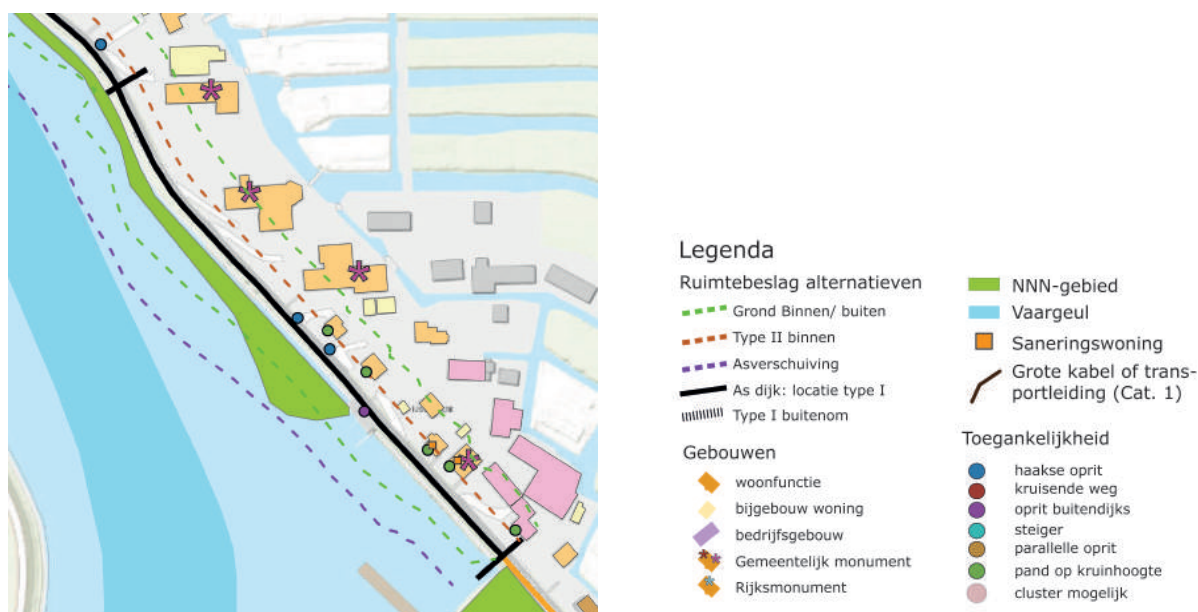 Legenda
Ruimtebeslag alternatieven
Grond Binnen/ buiten
Type II binnen
Asverschuiving
As dijk: locatie type I
Type I buitenom
Gebouwen
woonfunctie
bijgebouw woning
bedrijfsgebouw
Gemeentelijk monument
Rijksmonument
NNN-gebied
Vaargeul
Saneringswoning
Grote kabel of trans-
portleiding (Cat. 1)
Toegankelijkheid
haakse oprit
kruisende weg
oprit buitendijks
steiger
parallelle oprit
pand op kruinhoogte
cluster mogelijk